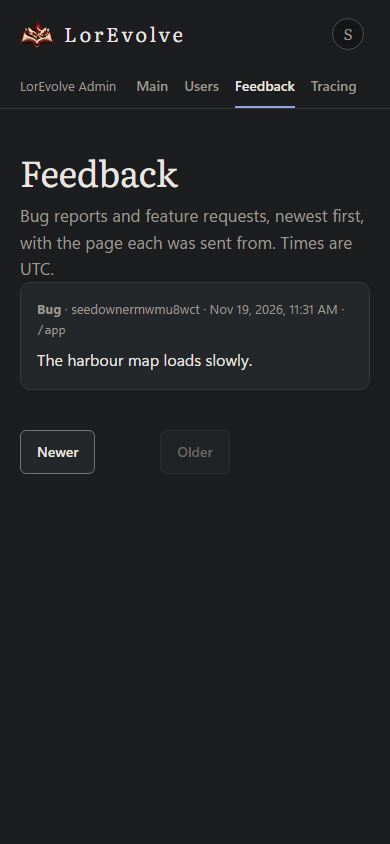 LorEvolve
S
LorEvolve Admin Main Users Feedback Tracing
Feedback
Bug reports and feature requests, newest first,
with the page each was sent from. Times are
UTC.
Bug · seedownermwmu8wct · Nov 19, 2026, 11:31 AM ·
/app
The harbour map loads slowly.
Newer Older